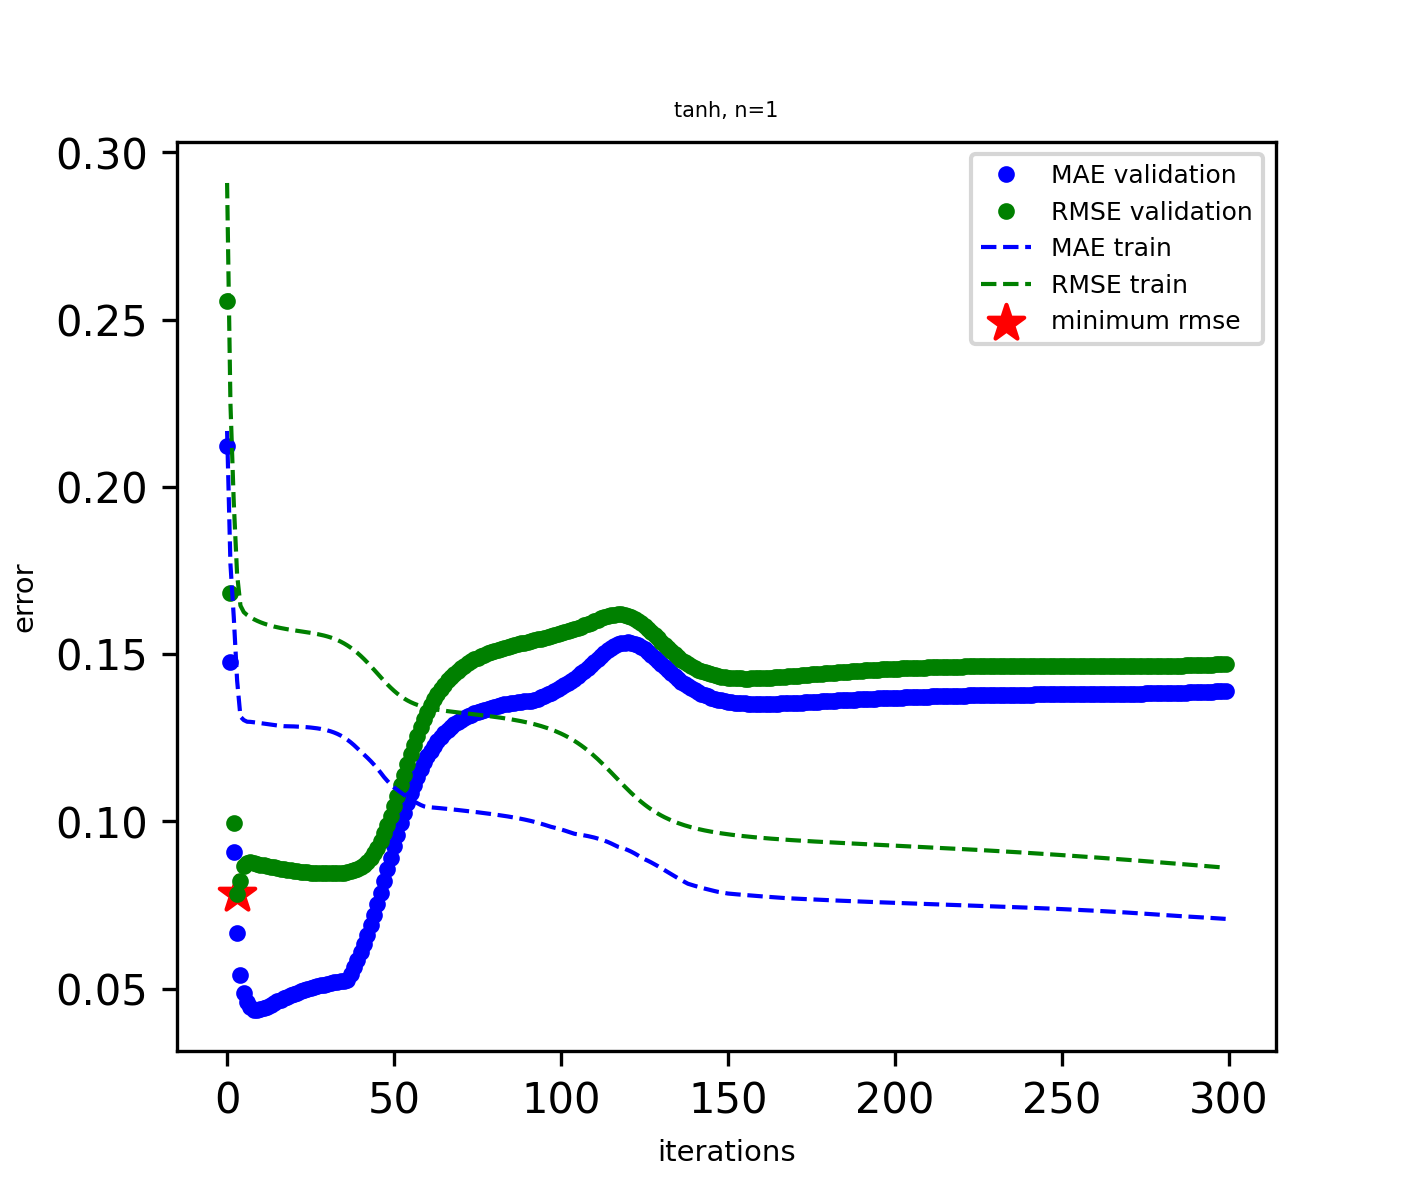 tanh, n=1
0.30
0.25
0.20
0.15
0.10
0.05
error
MAE validation
RMSE validation
MAE train
RMSE train
minimum rmse
0 50 100 150 200 250 300
iterations